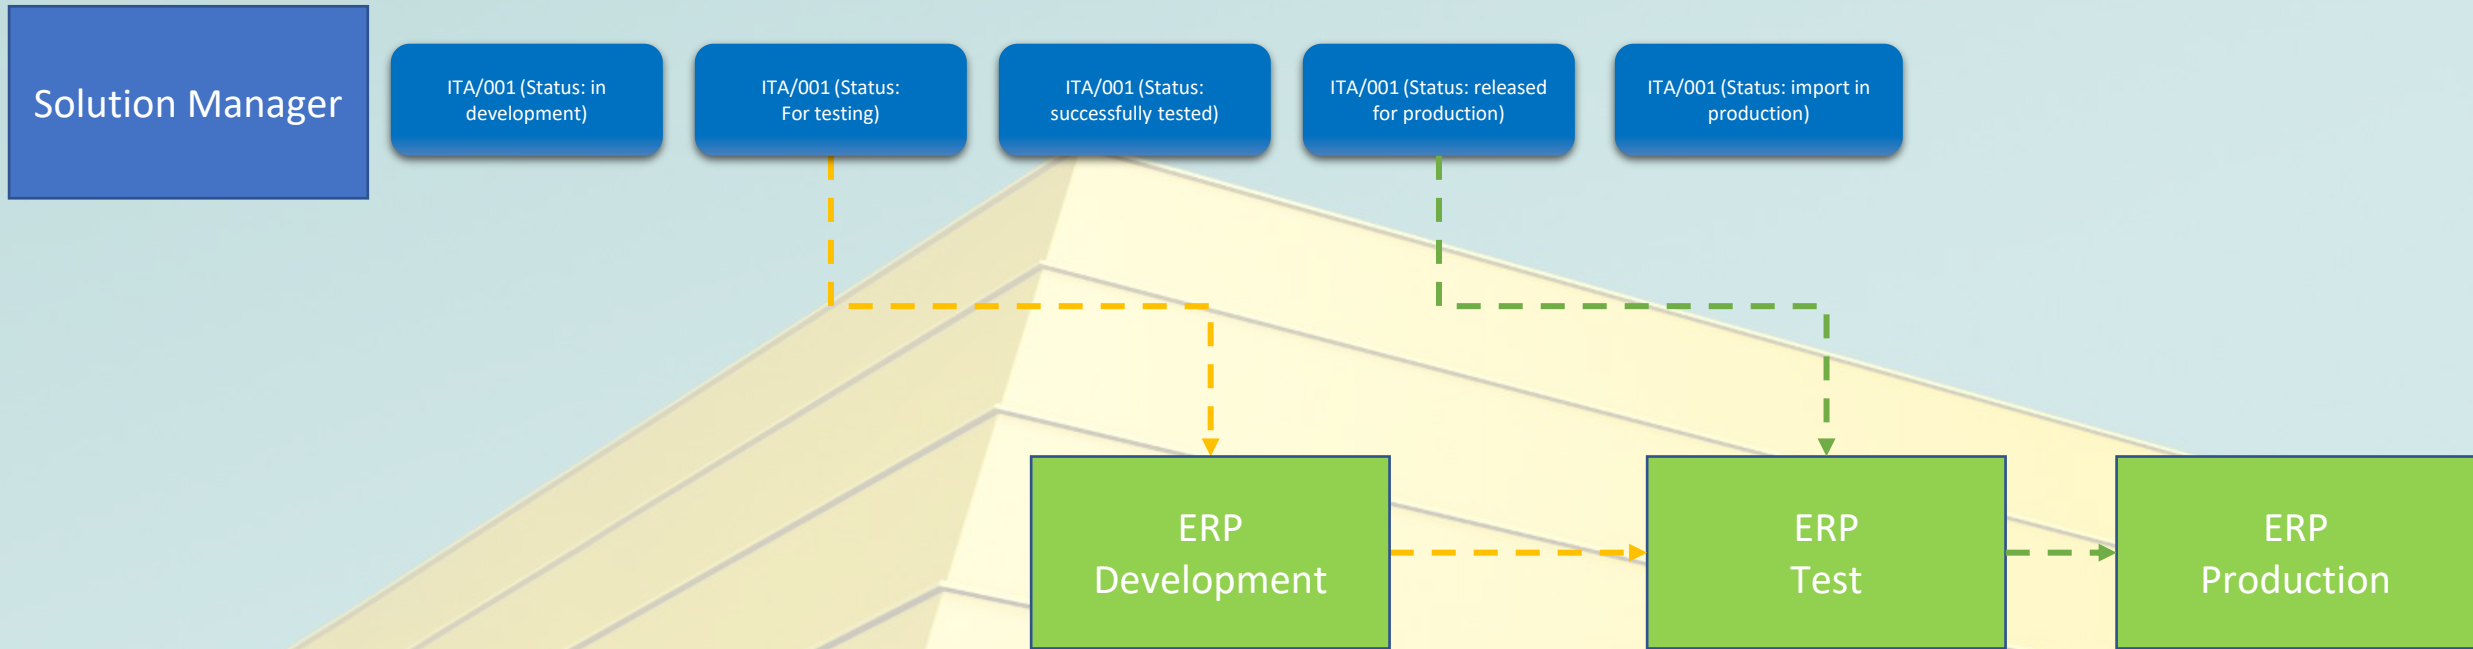 Solution Manager
ITA/001 (Status: in
development)
ITA/001 (Status:
For testing)
ITA/001 (Status:
successfully tested)
ITA/001 (Status: released
for production)
ITA/001 (Status: import in
production)
ERP
Development
ERP
Test
ERP
Production